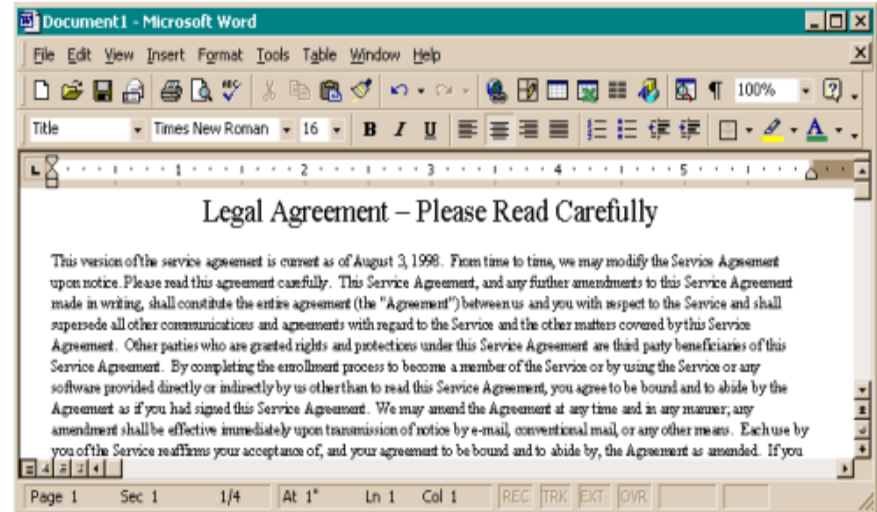 Document1 - Microsoft Word
File Edit View Insert Format Tools Table Window Help
ABC 100%
Title Times New Roman 16 B I U A
1 2 3 4 5
Legal Agreement – Please Read Carefully
This version of the service agreement is current as of August 3, 1998. From time to time, we may modify the Service Agreement
upon notice. Please read this agreement carefully. This Service Agreement, and any further amendments to this Service Agreement
made in writing, shall constitute the entire agreement (the "Agreement") between us and you with respect to the Service and shall
supersede all other communications and agreements with regard to the Service and the other matters covered by this Service
Agreement. Other parties who are granted rights and protections under this Service Agreement are third party beneficiaries of this
Service Agreement. By completing the enrollment process to become a member of the Service or by using the Service or any
software provided directly or indirectly by us other than to read this Service Agreement, you agree to be bound and to abide by the
Agreement as if you had signed this Service Agreement. We may amend the Agreement at any time and in any manner; any
amendment shall be effective immediately upon transmission of notice by e-mail, conventional mail, or any other means. Each use by
you of the Service reaffirms your acceptance of, and your agreement to be bound and to abide by, the Agreement as amended. If you
Page 1 Sec 1 1/4 At 1" Ln 1 Col 1 REC TRK EXT OVR